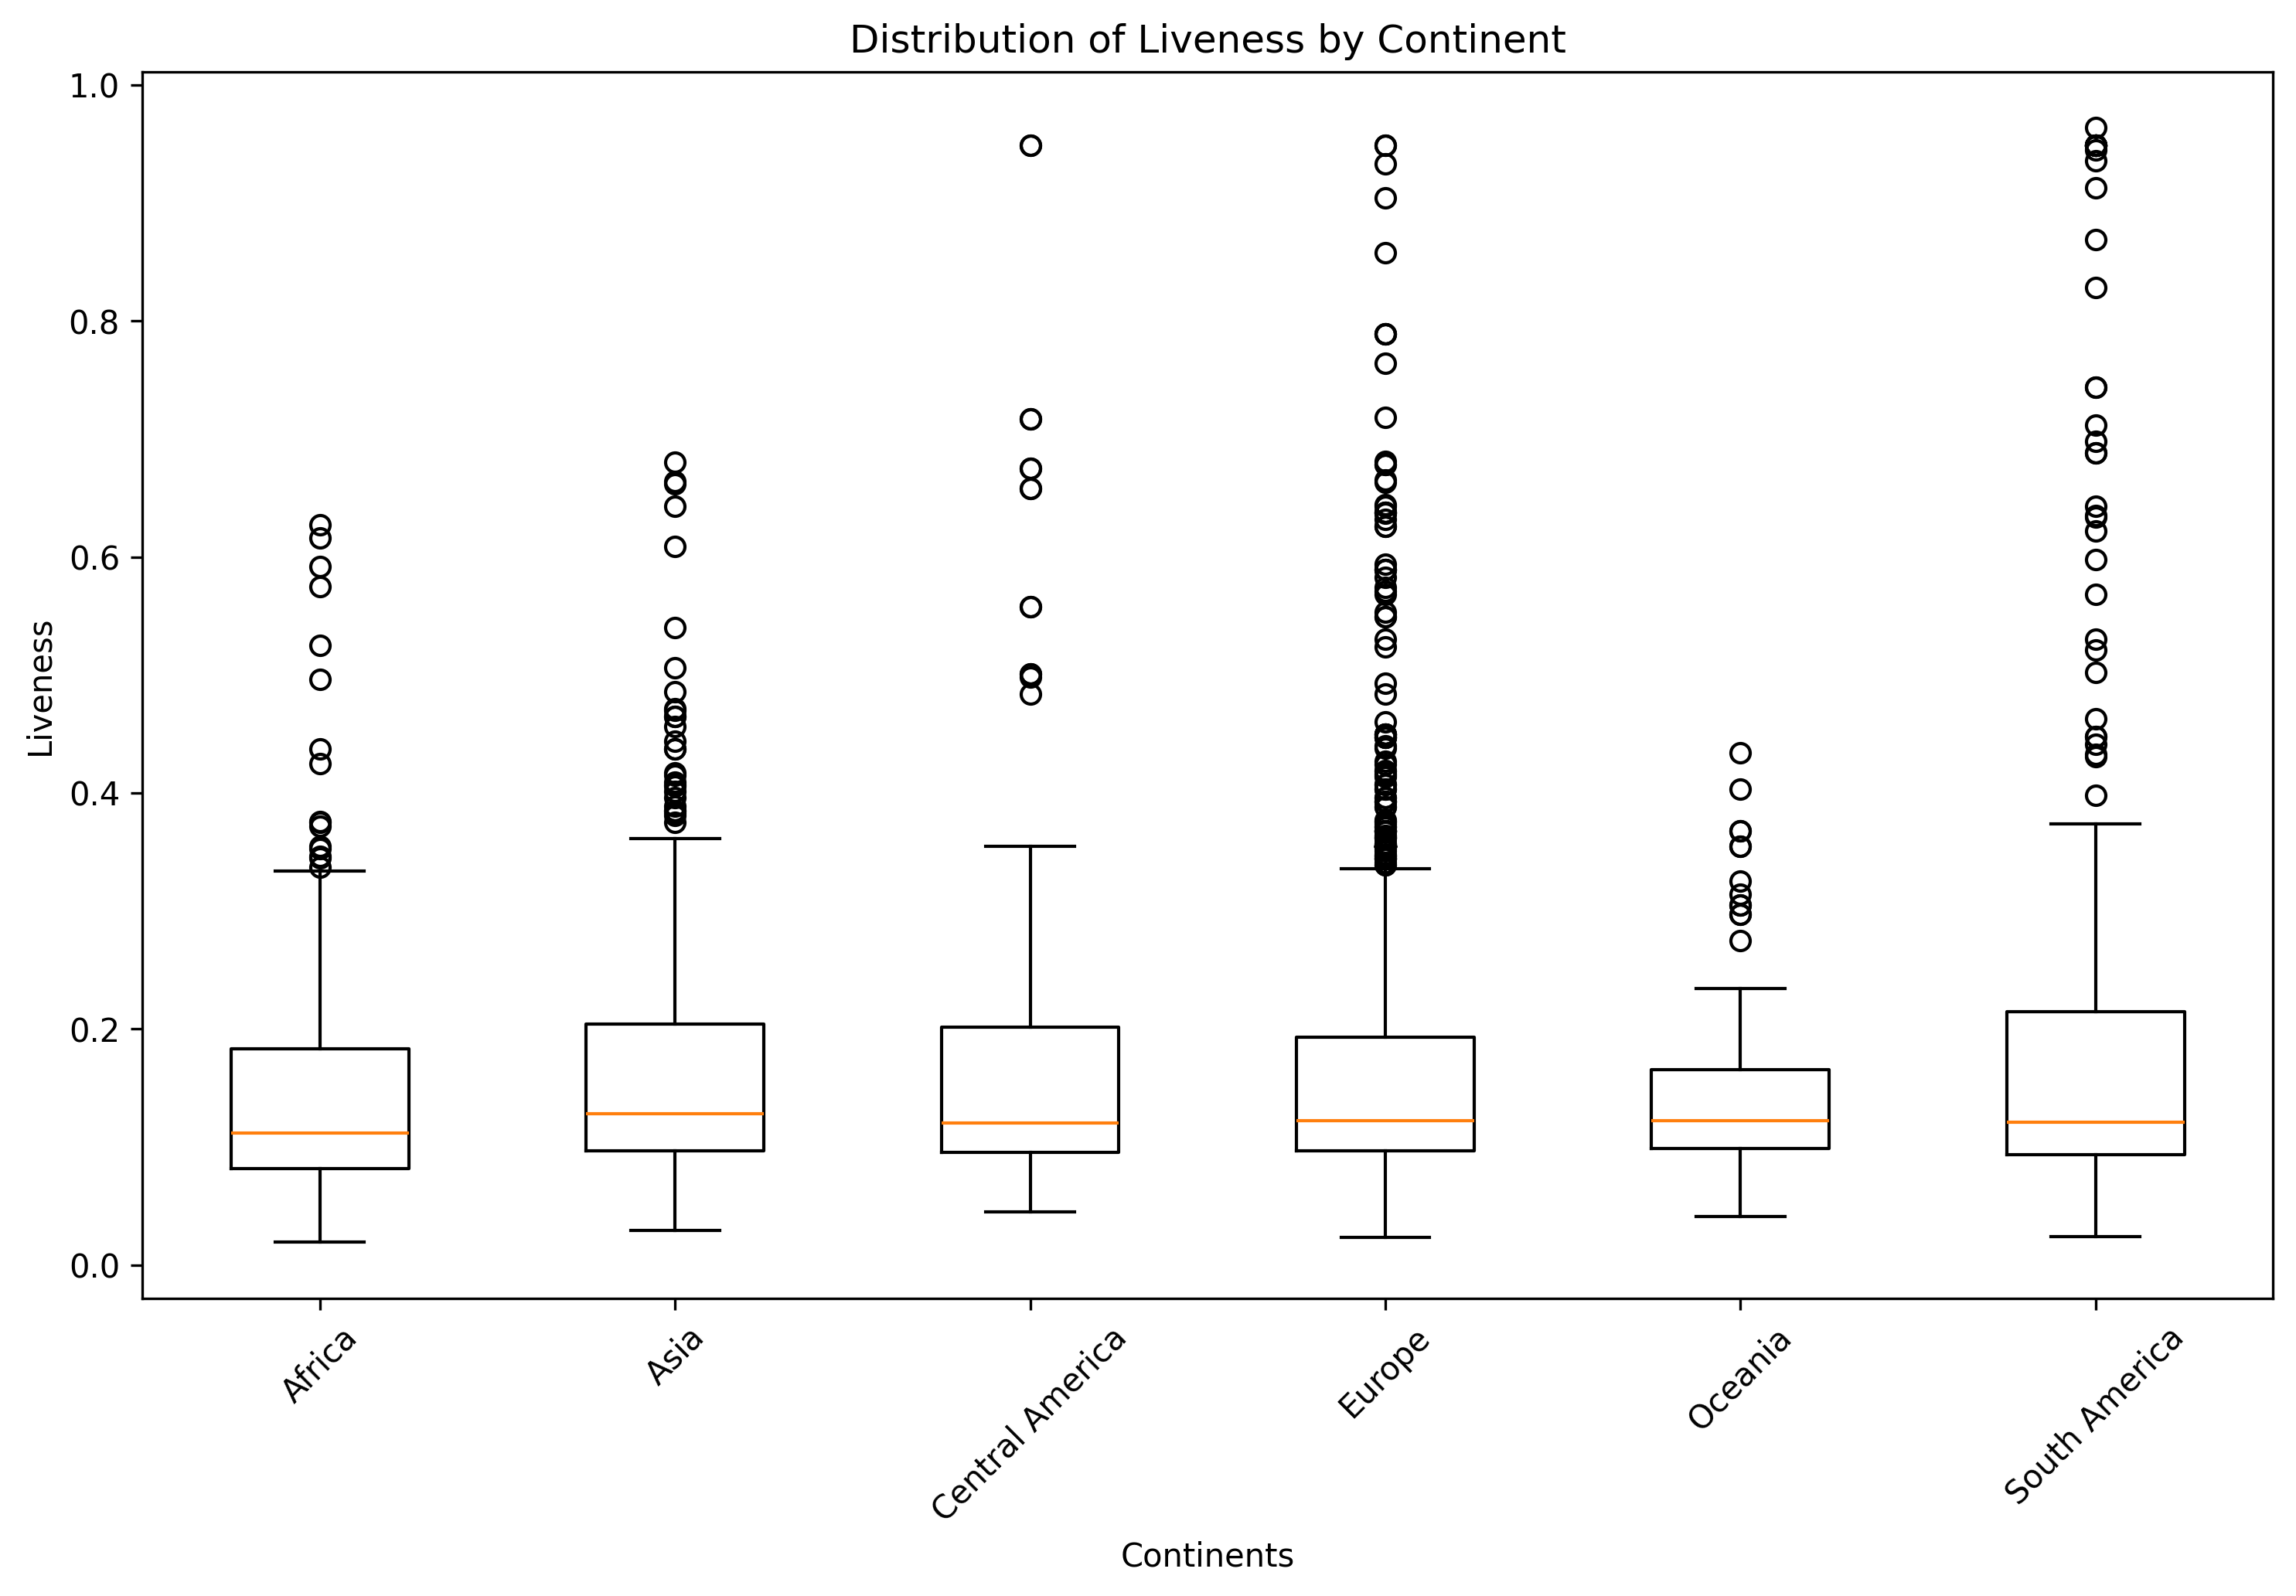 Distribution of Liveness by Continent
1.0
0.8
0.6
0.4
0.2
0.0
Liveness
Africa
Asia
Central America
Europe
Oceania
South America
Continents